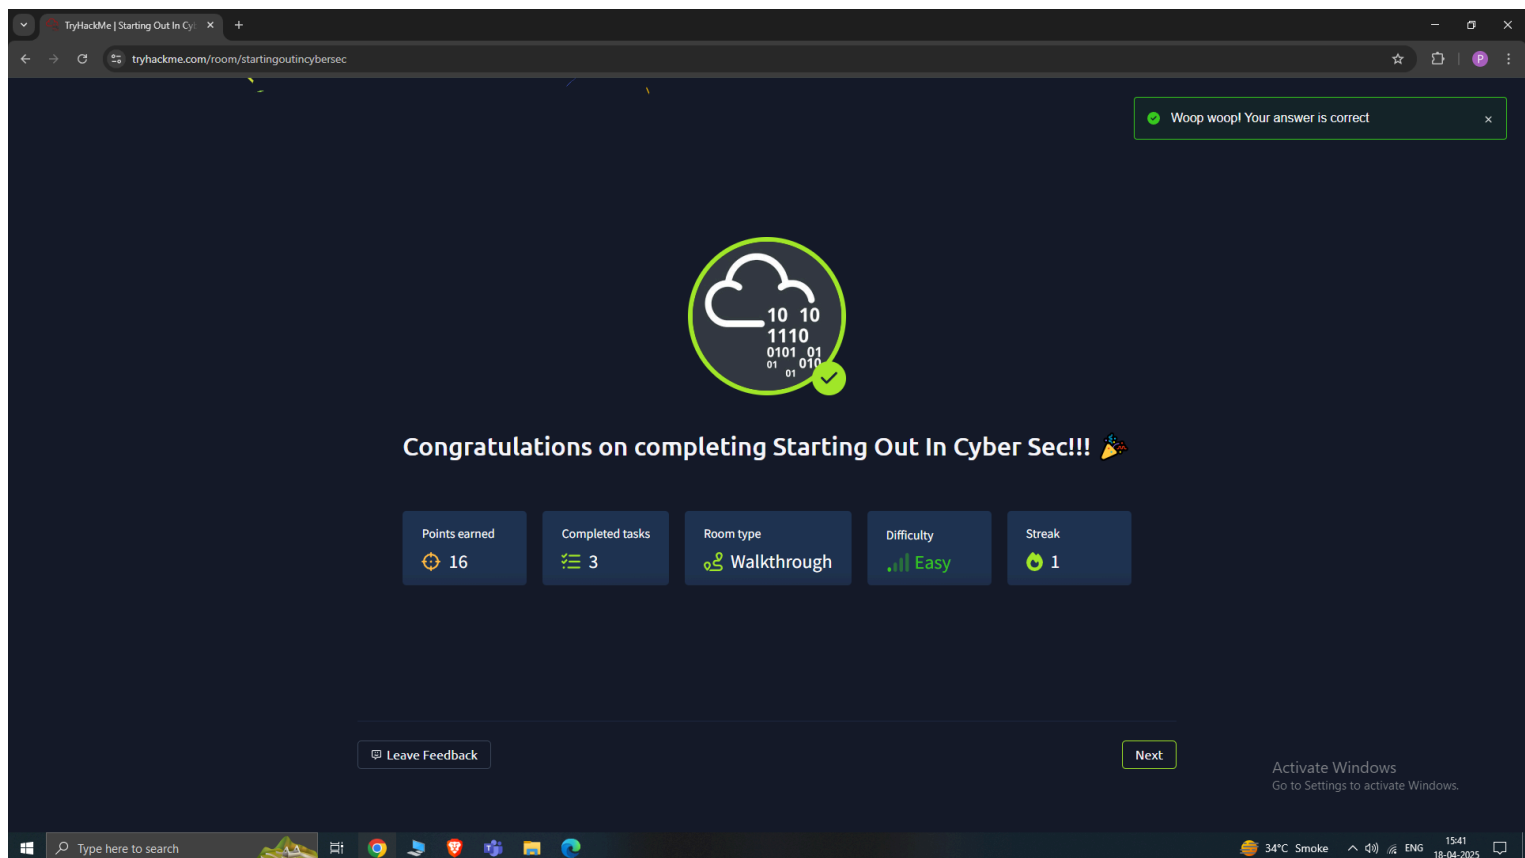 TryHackMe | Starting Out In Cy
tryhackme.com/room/startingoutincybersec
P
Woop woop! Your answer is correct
10 10
1110
0101 01
01 010
01
Congratulations on completing Starting Out In Cyber Sec!!! 🎉
Points earned
16
Completed tasks
3
Room type
Walkthrough
Difficulty
Easy
Streak
1
Leave Feedback
Next
Activate Windows
Go to Settings to activate Windows.
Type here to search
34°C Smoke
ENG
15:41
18-04-2025